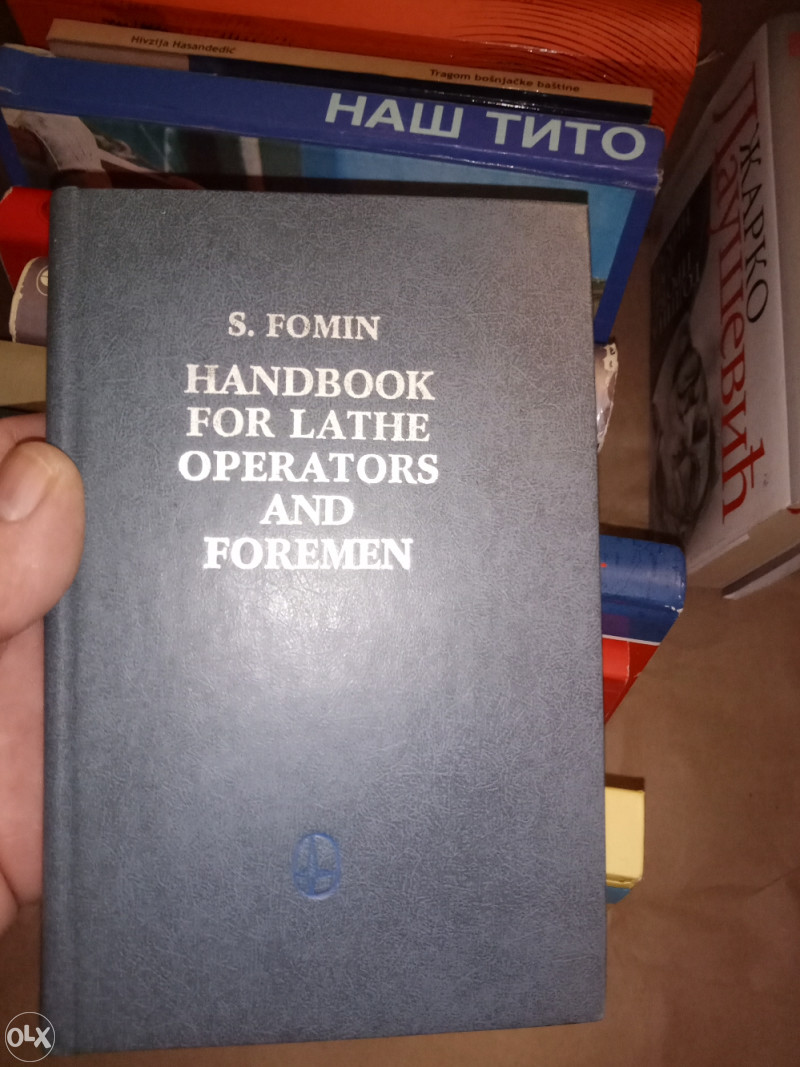 Hivzija Hasandedić
Tragom bošnjačke baštine
НАШ ТИТО
ЖАРКО
Лаушевић
S. FOMIN
HANDBOOK
FOR LATHE
OPERATORS
AND
FOREMEN
OLX